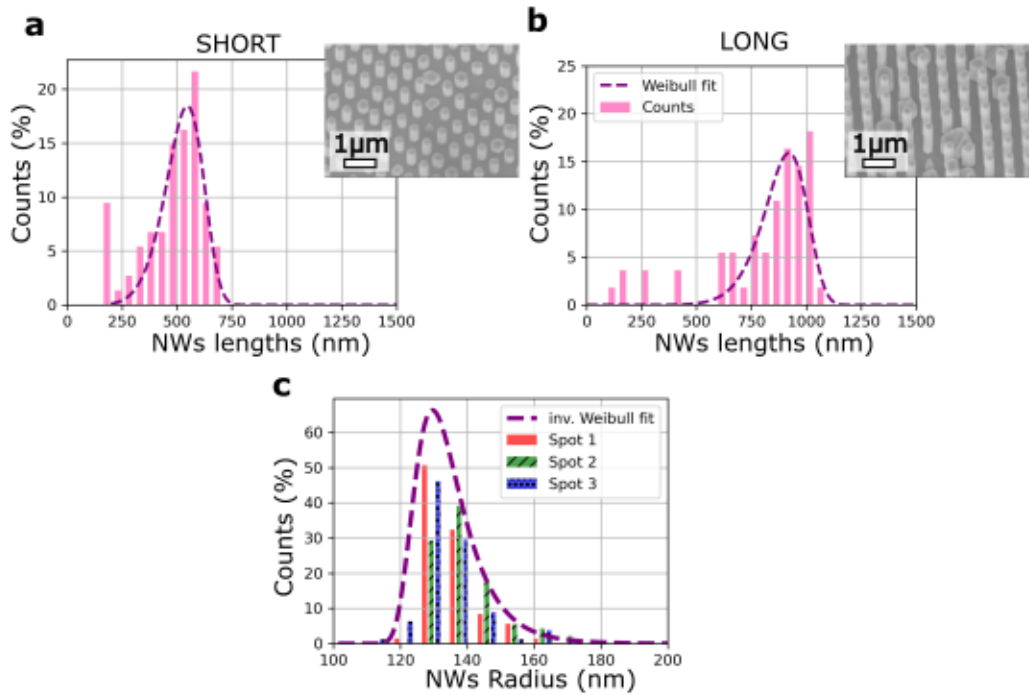 a
SHORT
Counts (%)
20
15
10
5
0
0 250 500 750 1000 1250 1500
NWs lengths (nm)
1μm
b
LONG
Counts (%)
25
20
15
10
5
0
Weibull fit
Counts
0 250 500 750 1000 1250 1500
NWs lengths (nm)
1μm
c
Counts (%)
60
50
40
30
20
10
0
inv. Weibull fit
Spot 1
Spot 2
Spot 3
100 120 140 160 180 200
NWs Radius (nm)